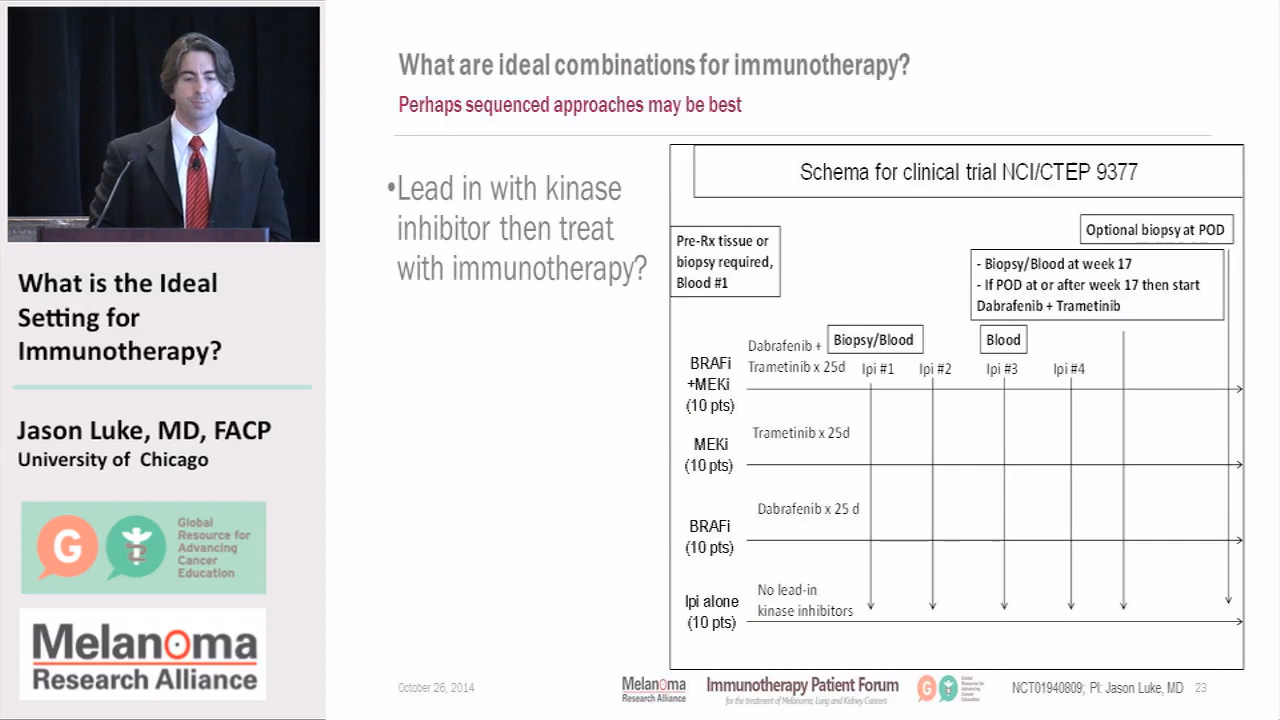 What are ideal combinations for immunotherapy?
Perhaps sequenced approaches may be best
•Lead in with kinase
inhibitor then treat
with immunotherapy?
Schema for clinical trial NCI/CTEP 9377
Optional biopsy at POD
Pre-Rx tissue or
biopsy required,
Blood #1
- Biopsy/Blood at week 17
- If POD at or after week 17 then start
Dabrafenib + Trametinib
Biopsy/Blood
Blood
BRAFi
+MEKi
(10 pts)
Dabrafenib +
Trametinib x 25d
Ipi #1
Ipi #2
Ipi #3
Ipi #4
MEKi
(10 pts)
Trametinib x 25d
BRAFi
(10 pts)
Dabrafenib x 25 d
Ipi alone
(10 pts)
No lead-in
kinase inhibitors
What is the Ideal
Setting for
Immunotherapy?
Jason Luke, MD, FACP
University of Chicago
G
Global
Resource for
Advancing
Cancer
Education
Melanoma
Research Alliance
October 26, 2014
Melanoma
Research Alliance
Immunotherapy Patient Forum
for the treatment of Melanoma, Lung and Kidney Cancers
G
Global
Resource for
Advancing
Cancer
Education
NCT01940809; PI: Jason Luke, MD
23